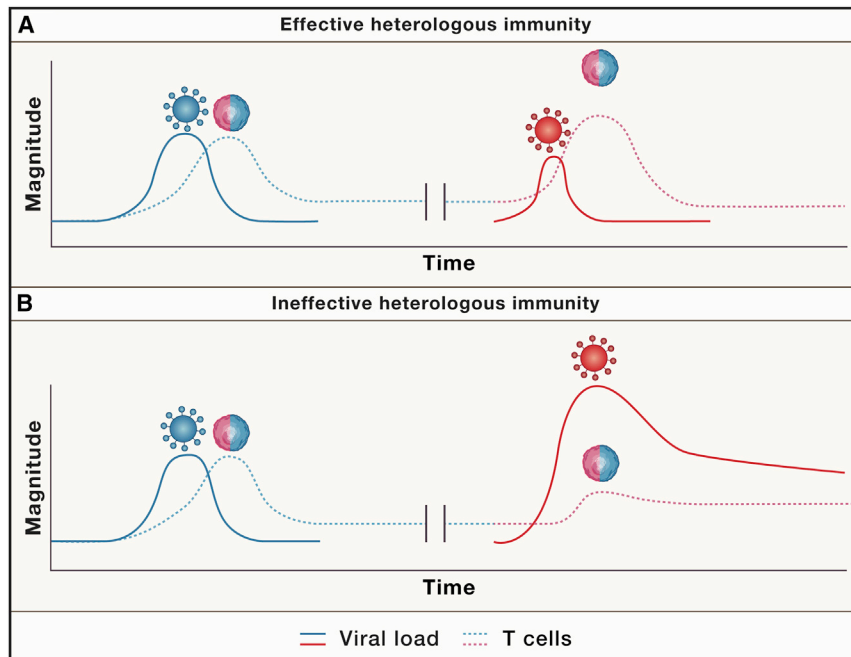 A
Effective heterologous immunity
Magnitude
Time
B
Ineffective heterologous immunity
Magnitude
Time
Viral load
T cells